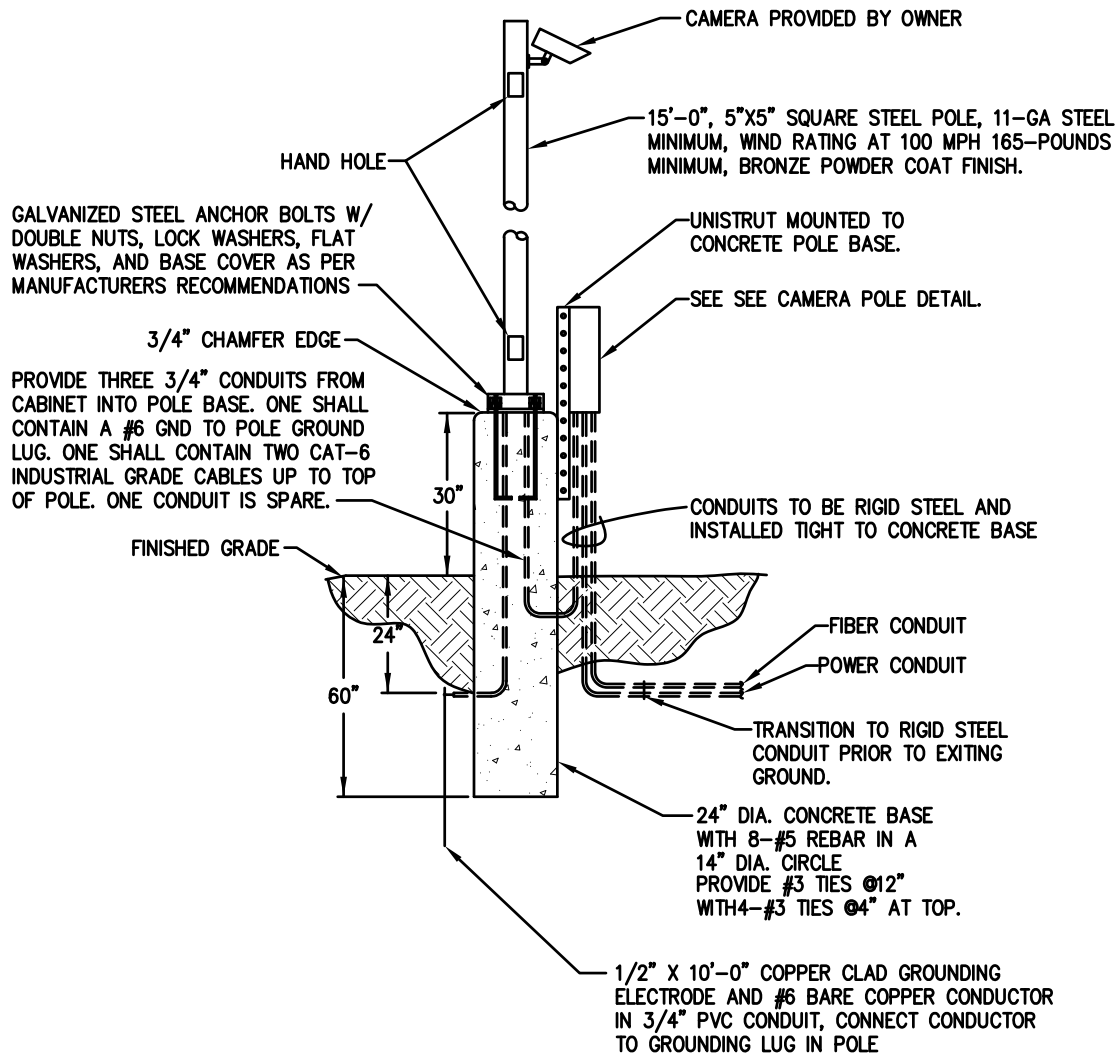 CAMERA PROVIDED BY OWNER
15'-0", 5"X5" SQUARE STEEL POLE, 11-GA STEEL
MINIMUM, WIND RATING AT 100 MPH 165-POUNDS
MINIMUM, BRONZE POWDER COAT FINISH.
HAND HOLE
GALVANIZED STEEL ANCHOR BOLTS W/
DOUBLE NUTS, LOCK WASHERS, FLAT
WASHERS, AND BASE COVER AS PER
MANUFACTURERS RECOMMENDATIONS
UNISTRUT MOUNTED TO
CONCRETE POLE BASE.
SEE SEE CAMERA POLE DETAIL.
3/4" CHAMFER EDGE
PROVIDE THREE 3/4" CONDUITS FROM
CABINET INTO POLE BASE. ONE SHALL
CONTAIN A #6 GND TO POLE GROUND
LUG. ONE SHALL CONTAIN TWO CAT-6
INDUSTRIAL GRADE CABLES UP TO TOP
OF POLE. ONE CONDUIT IS SPARE.
30"
CONDUITS TO BE RIGID STEEL AND
INSTALLED TIGHT TO CONCRETE BASE
FINISHED GRADE
24"
60"
FIBER CONDUIT
POWER CONDUIT
TRANSITION TO RIGID STEEL
CONDUIT PRIOR TO EXITING
GROUND.
24" DIA. CONCRETE BASE
WITH 8-#5 REBAR IN A
14" DIA. CIRCLE
PROVIDE #3 TIES @12"
WITH4-#3 TIES @4" AT TOP.
1/2" X 10'-0" COPPER CLAD GROUNDING
ELECTRODE AND #6 BARE COPPER CONDUCTOR
IN 3/4" PVC CONDUIT, CONNECT CONDUCTOR
TO GROUNDING LUG IN POLE